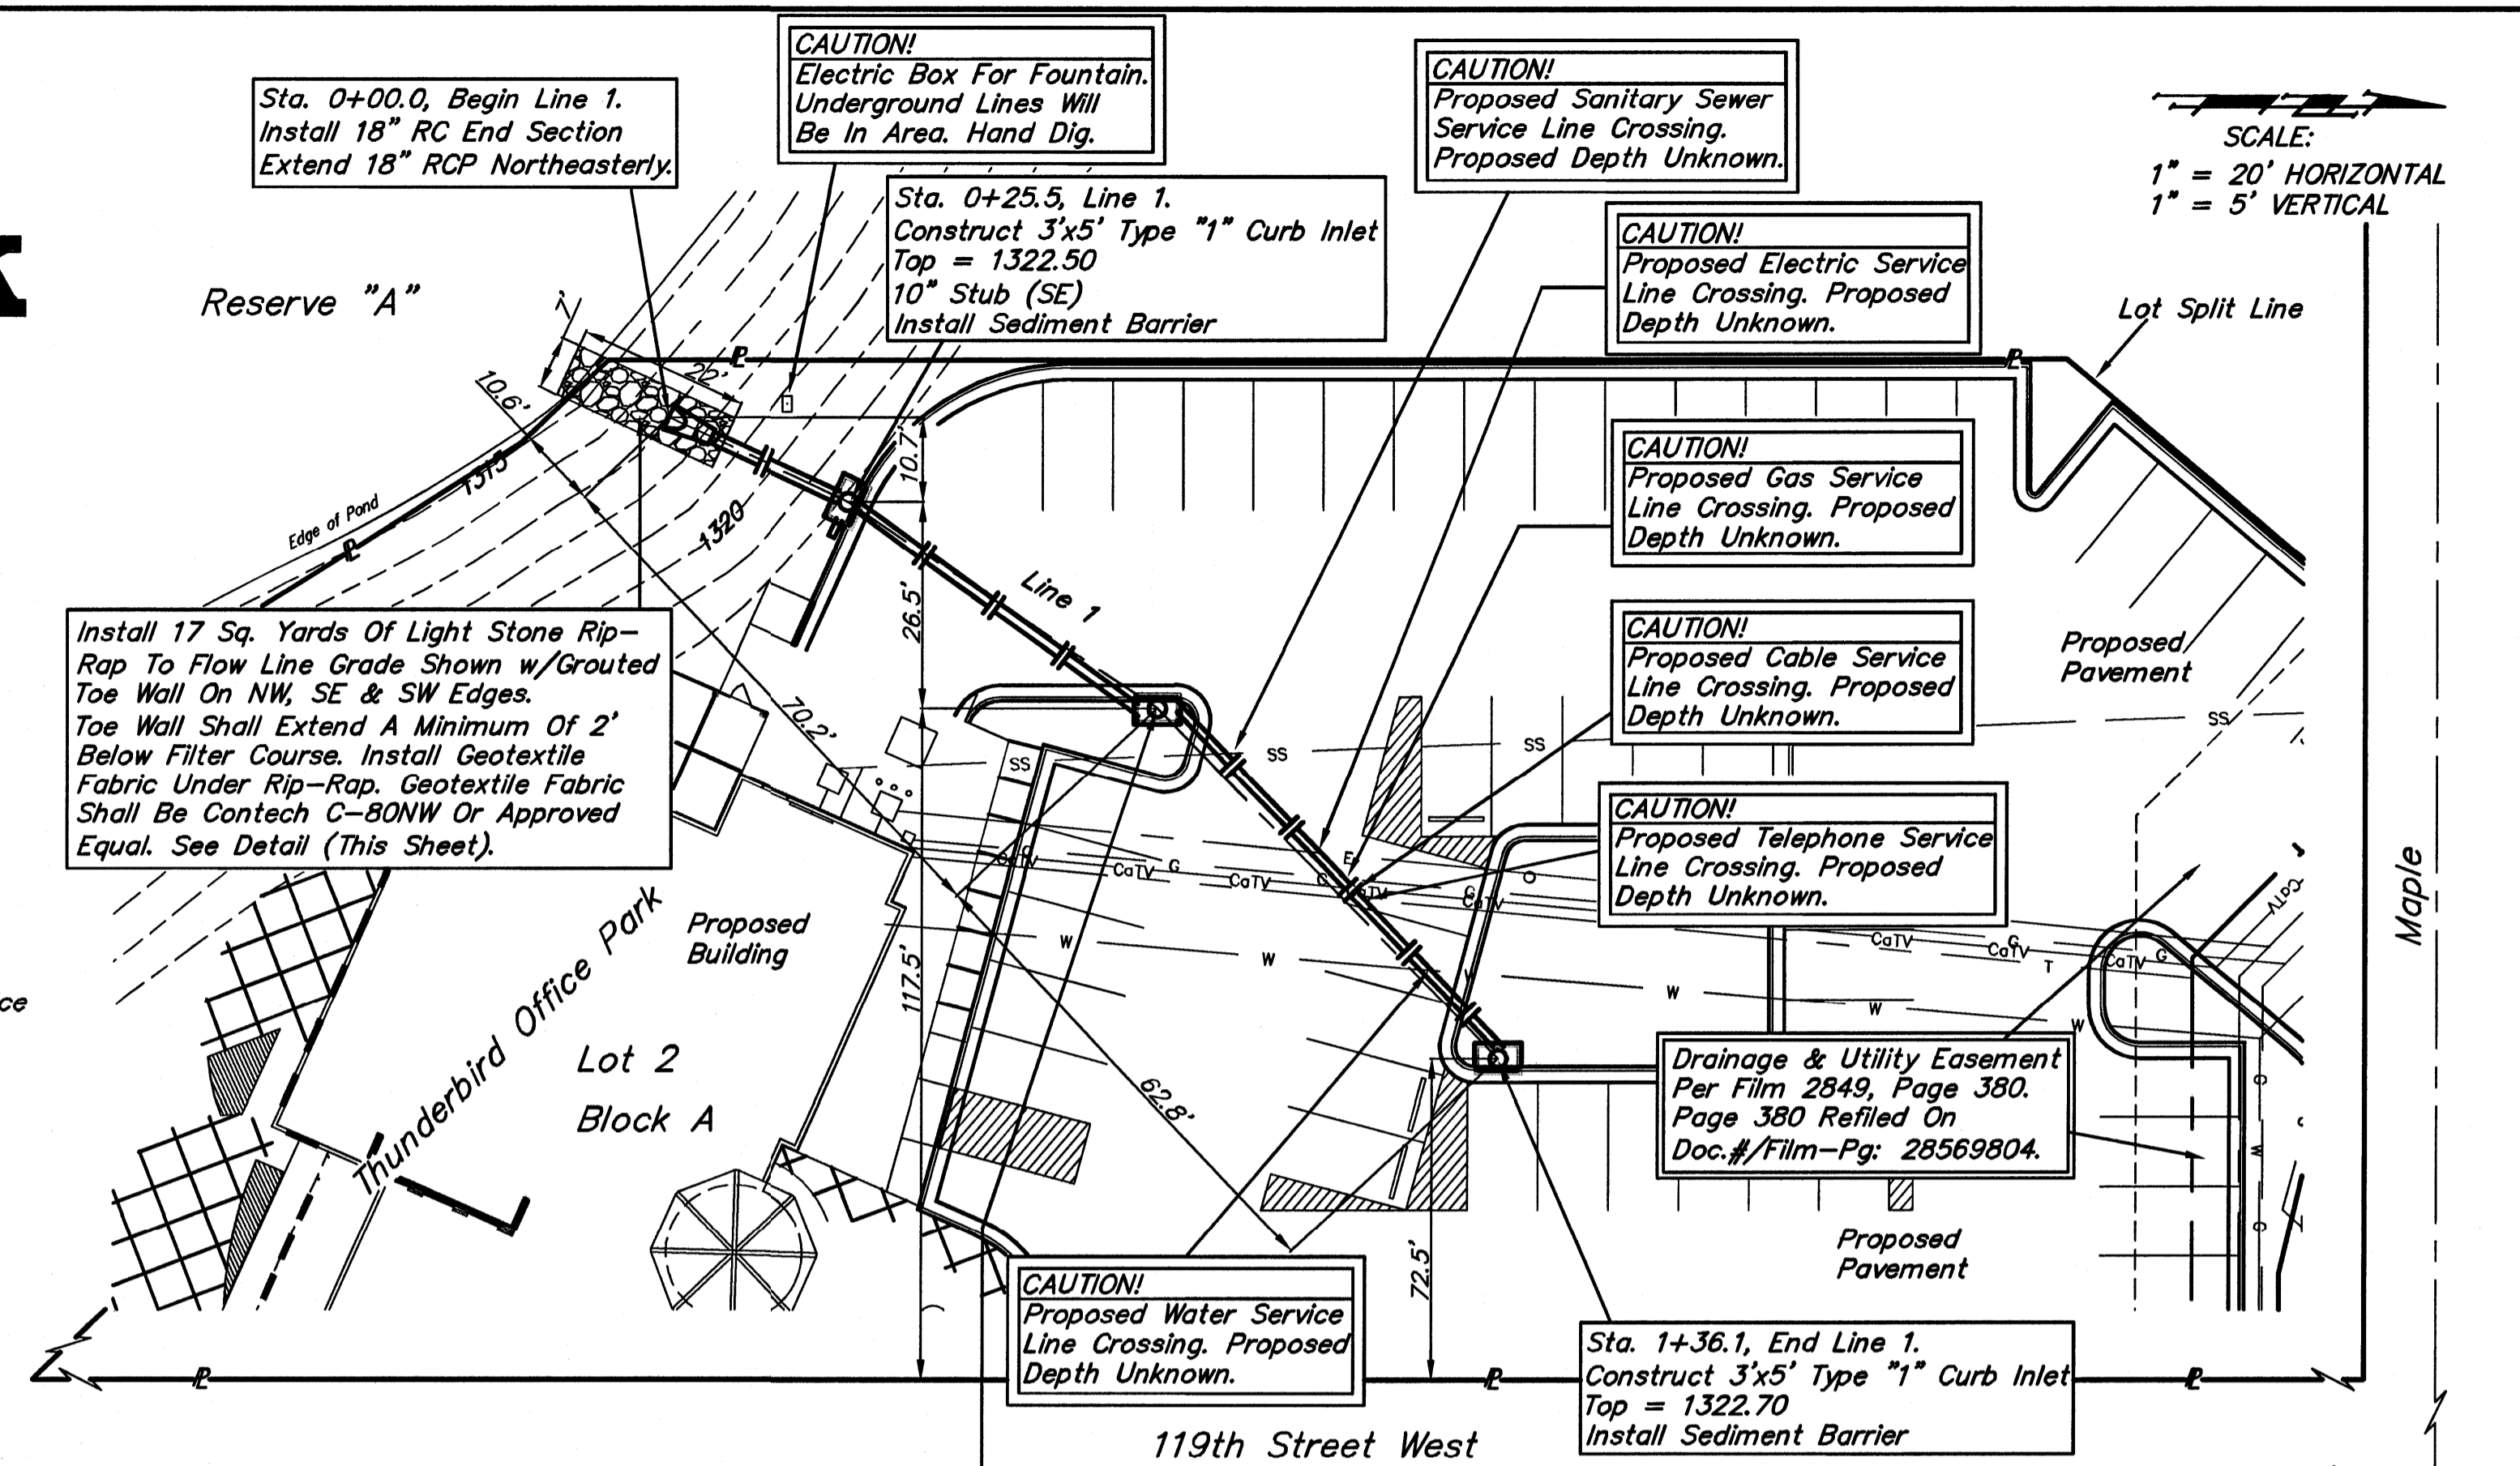 CAUTION!
Electric Box For Fountain.
Underground Lines Will
Be In Area. Hand Dig.
Sta. 0+00.0, Begin Line 1.
Install 18" RC End Section
Extend 18" RCP Northeasterly.
CAUTION!
Proposed Sanitary Sewer
Service Line Crossing.
Proposed Depth Unknown.
SCALE:
1" = 20' HORIZONTAL
1" = 5' VERTICAL
Sta. 0+25.5, Line 1.
Construct 3'x5' Type "1" Curb Inlet
Top = 1322.50
10" Stub (SE)
Install Sediment Barrier
CAUTION!
Proposed Electric Service
Line Crossing. Proposed
Depth Unknown.
Reserve "A"
Lot Split Line
7'
22'
10.6'
10.7'
1315
1320
Edge of Pond
CAUTION!
Proposed Gas Service
Line Crossing. Proposed
Depth Unknown.
Line 1
26.5'
Install 17 Sq. Yards Of Light Stone Rip-
Rap To Flow Line Grade Shown w/Grouted
Toe Wall On NW, SE & SW Edges.
Toe Wall Shall Extend A Minimum Of 2'
Below Filter Course. Install Geotextile
Fabric Under Rip-Rap. Geotextile Fabric
Shall Be Contech C-80NW Or Approved
Equal. See Detail (This Sheet).
CAUTION!
Proposed Cable Service
Line Crossing. Proposed
Depth Unknown.
Proposed
Pavement
70.2'
SS
SS
SS
SS
CAUTION!
Proposed Telephone Service
Line Crossing. Proposed
Depth Unknown.
E
G
CaTV
G
CaTV
G
CaTV
G
CaTV
Maple
Proposed
Building
Thunderbird Office Park
117.5'
W
W
W
W
W
CaTV
G
CaTV
T
CaTV
G
CaTV
ce
Lot 2
Block A
62.8'
Drainage & Utility Easement
Per Film 2849, Page 380.
Page 380 Refiled On
Doc.#/Film-Pg: 28569804.
G
W
G
72.5'
Proposed
Pavement
CAUTION!
Proposed Water Service
Line Crossing. Proposed
Depth Unknown.
Sta. 1+36.1, End Line 1.
Construct 3'x5' Type "1" Curb Inlet
Top = 1322.70
Install Sediment Barrier
119th Street West